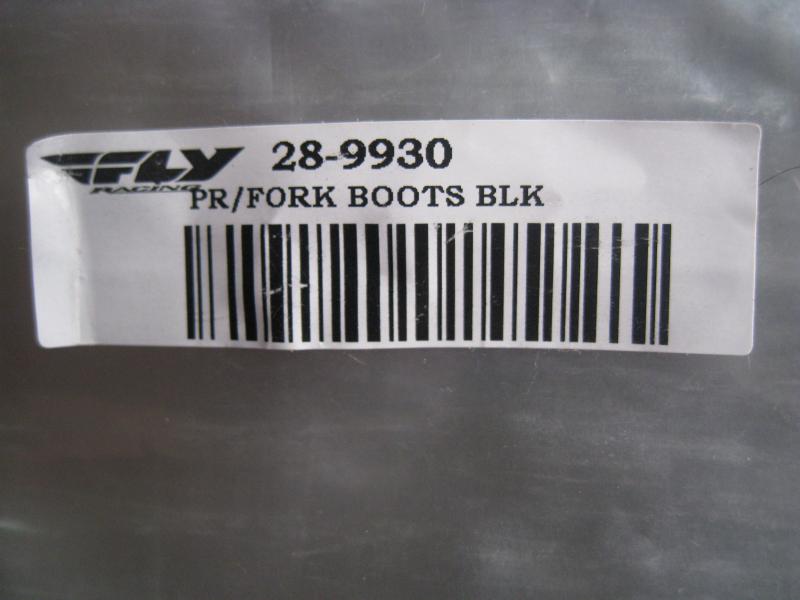 FLY 28-9930
RACING
PR/FORK BOOTS BLK